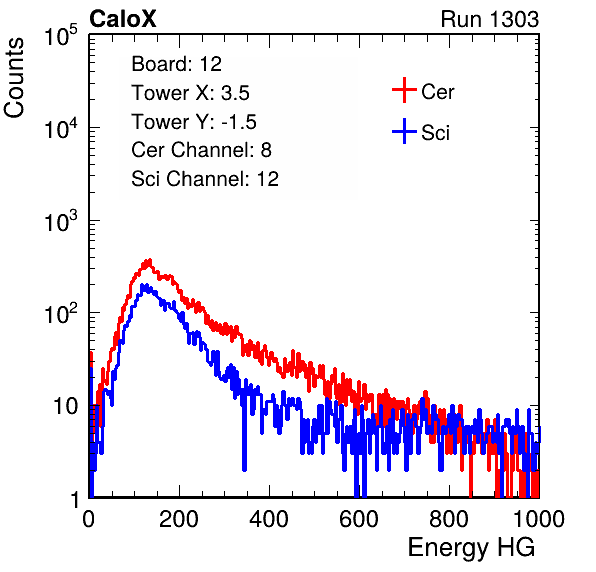 CaloX Run 1303
Counts
10^5
10^4
10^3
10^2
10
1
Board: 12
Tower X: 3.5
Tower Y: -1.5
Cer Channel: 8
Sci Channel: 12
Cer
Sci
0 200 400 600 800 1000
Energy HG